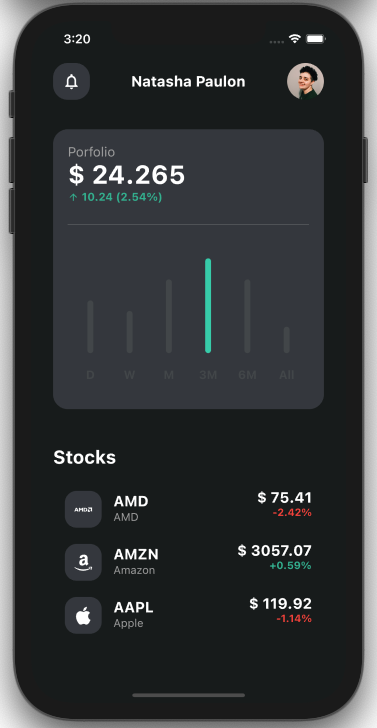 3:20
Natasha Paulon
Porfolio
$ 24.265
↑ 10.24 (2.54%)
D W M 3M 6M All
Stocks
AMD
AMD
AMD
$ 75.41
-2.42%
a
AMZN
Amazon
$ 3057.07
+0.59%
AAPL
Apple
$ 119.92
-1.14%